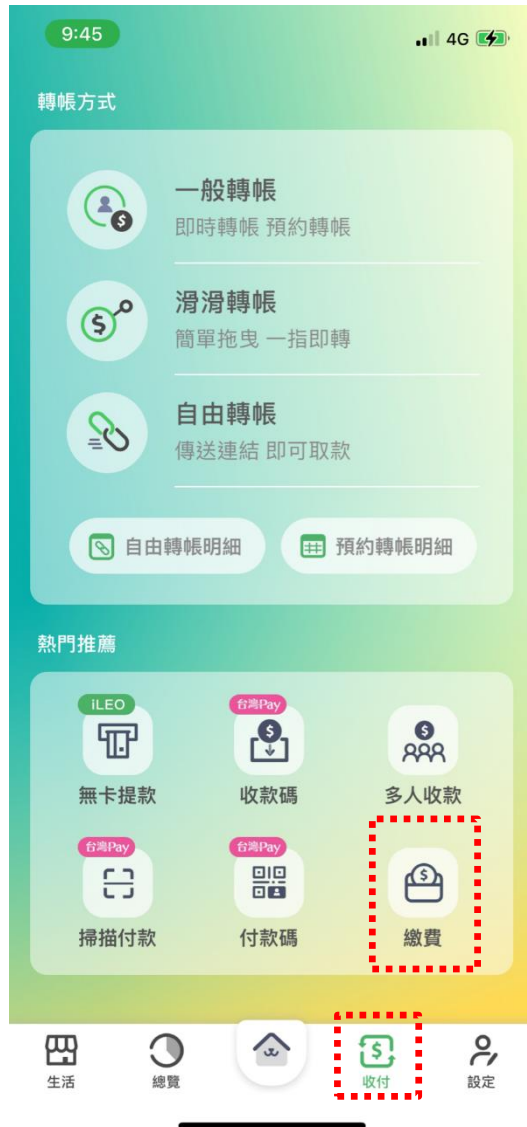 9:45
4G
轉帳方式
一般轉帳
即時轉帳 預約轉帳
滑滑轉帳
簡單拖曳 一指即轉
自由轉帳
傳送連結 即可取款
自由轉帳明細
預約轉帳明細
熱門推薦
iLEO
無卡提款
台灣Pay
收款碼
多人收款
台灣Pay
掃描付款
台灣Pay
付款碼
繳費
生活
總覽
收付
設定